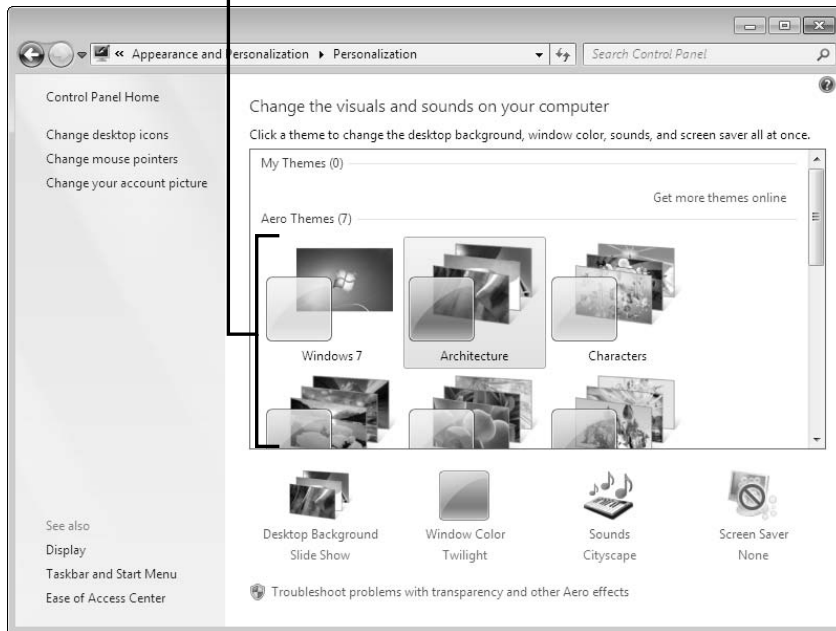 « Appearance and Personalization ▸ Personalization
Search Control Panel
Control Panel Home
Change desktop icons
Change mouse pointers
Change your account picture
See also
Display
Taskbar and Start Menu
Ease of Access Center
Change the visuals and sounds on your computer
Click a theme to change the desktop background, window color, sounds, and screen saver all at once.
My Themes (0)
Get more themes online
Aero Themes (7)
Windows 7
Architecture
Characters
Desktop Background
Slide Show
Window Color
Twilight
Sounds
Cityscape
Screen Saver
None
Troubleshoot problems with transparency and other Aero effects